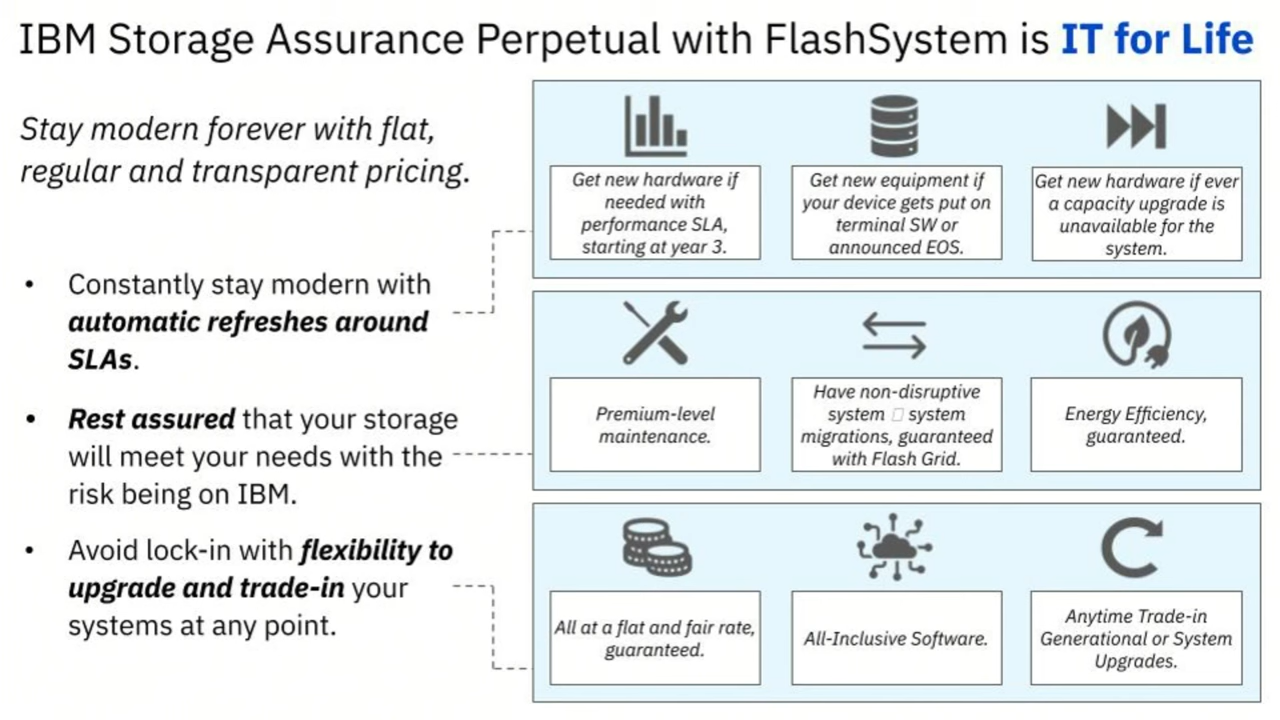 IBM Storage Assurance Perpetual with FlashSystem is IT for Life
Stay modern forever with flat,
regular and transparent pricing.
• Constantly stay modern with
automatic refreshes around
SLAs.
• Rest assured that your storage
will meet your needs with the
risk being on IBM.
• Avoid lock-in with flexibility to
upgrade and trade-in your
systems at any point.
Get new hardware if
needed with
performance SLA,
starting at year 3.
Get new equipment if
your device gets put on
terminal SW or
announced EOS.
Get new hardware if ever
a capacity upgrade is
unavailable for the
system.
Premium-level
maintenance.
Have non-disruptive
system □ system
migrations, guaranteed
with Flash Grid.
Energy Efficiency,
guaranteed.
All at a flat and fair rate,
guaranteed.
All-Inclusive Software.
Anytime Trade-in
Generational or System
Upgrades.